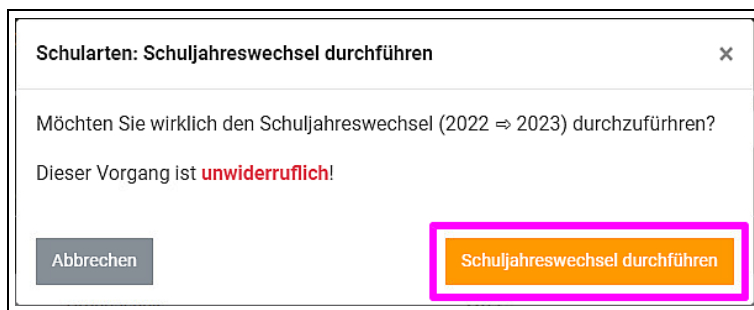 Schularten: Schuljahreswechsel durchführen ×
Möchten Sie wirklich den Schuljahreswechsel (2022 ⇨ 2023) durchzufürhren?
Dieser Vorgang ist unwiderruflich!
Abbrechen
Schuljahreswechsel durchführen